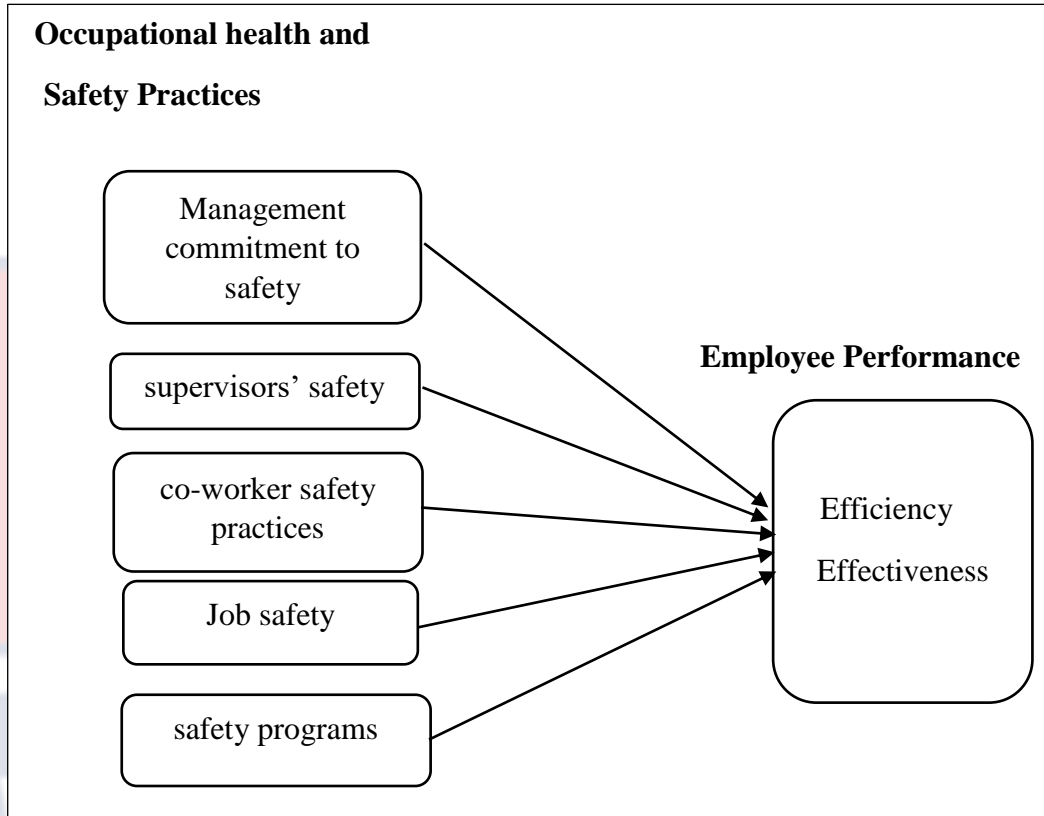 Occupational health and
Safety Practices
Management
commitment to
safety
supervisors’ safety
co-worker safety
practices
Job safety
safety programs
Employee Performance
Efficiency
Effectiveness